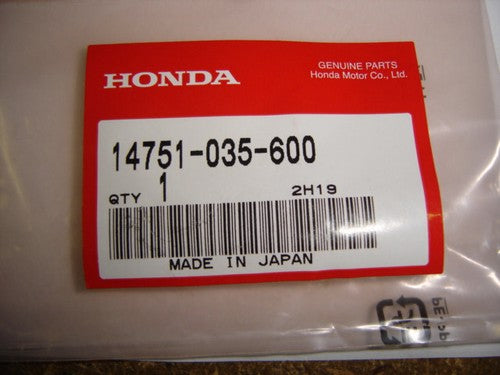 HONDA
GENUINE PARTS
Honda Motor Co., Ltd.
14751-035-600
QTY 1 2H19
MADE IN JAPAN